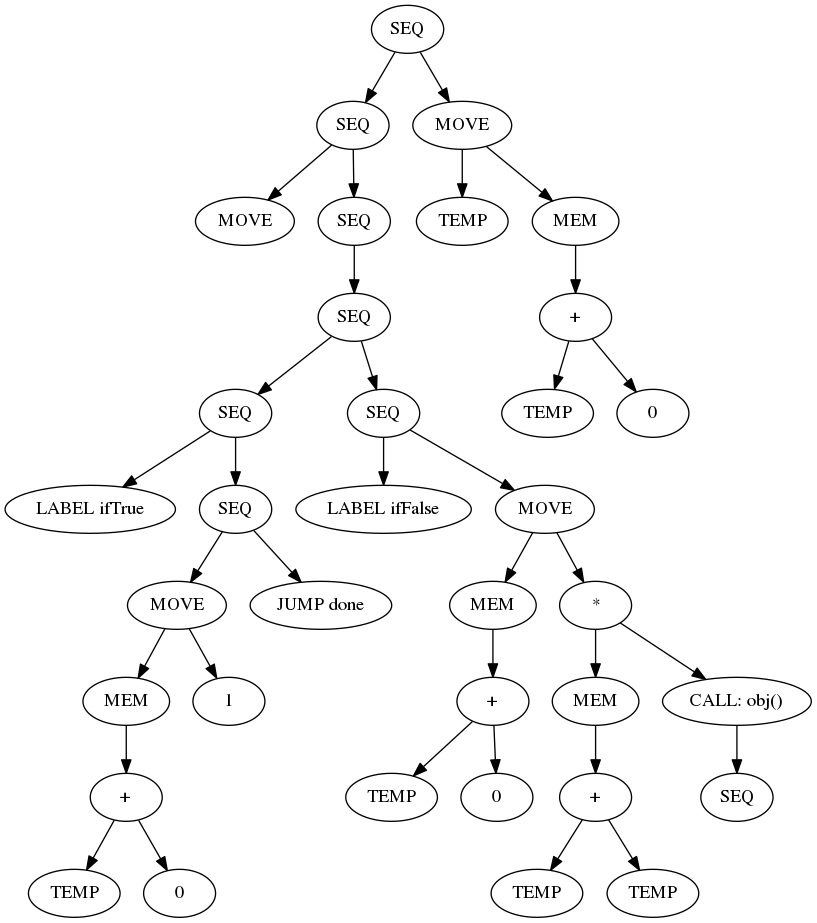 SEQ
SEQ MOVE
MOVE SEQ TEMP MEM
SEQ +
SEQ SEQ TEMP 0
LABEL ifTrue SEQ LABEL ifFalse MOVE
MOVE JUMP done MEM *
MEM 1 + MEM CALL: obj()
+ TEMP 0 + SEQ
TEMP 0 TEMP TEMP